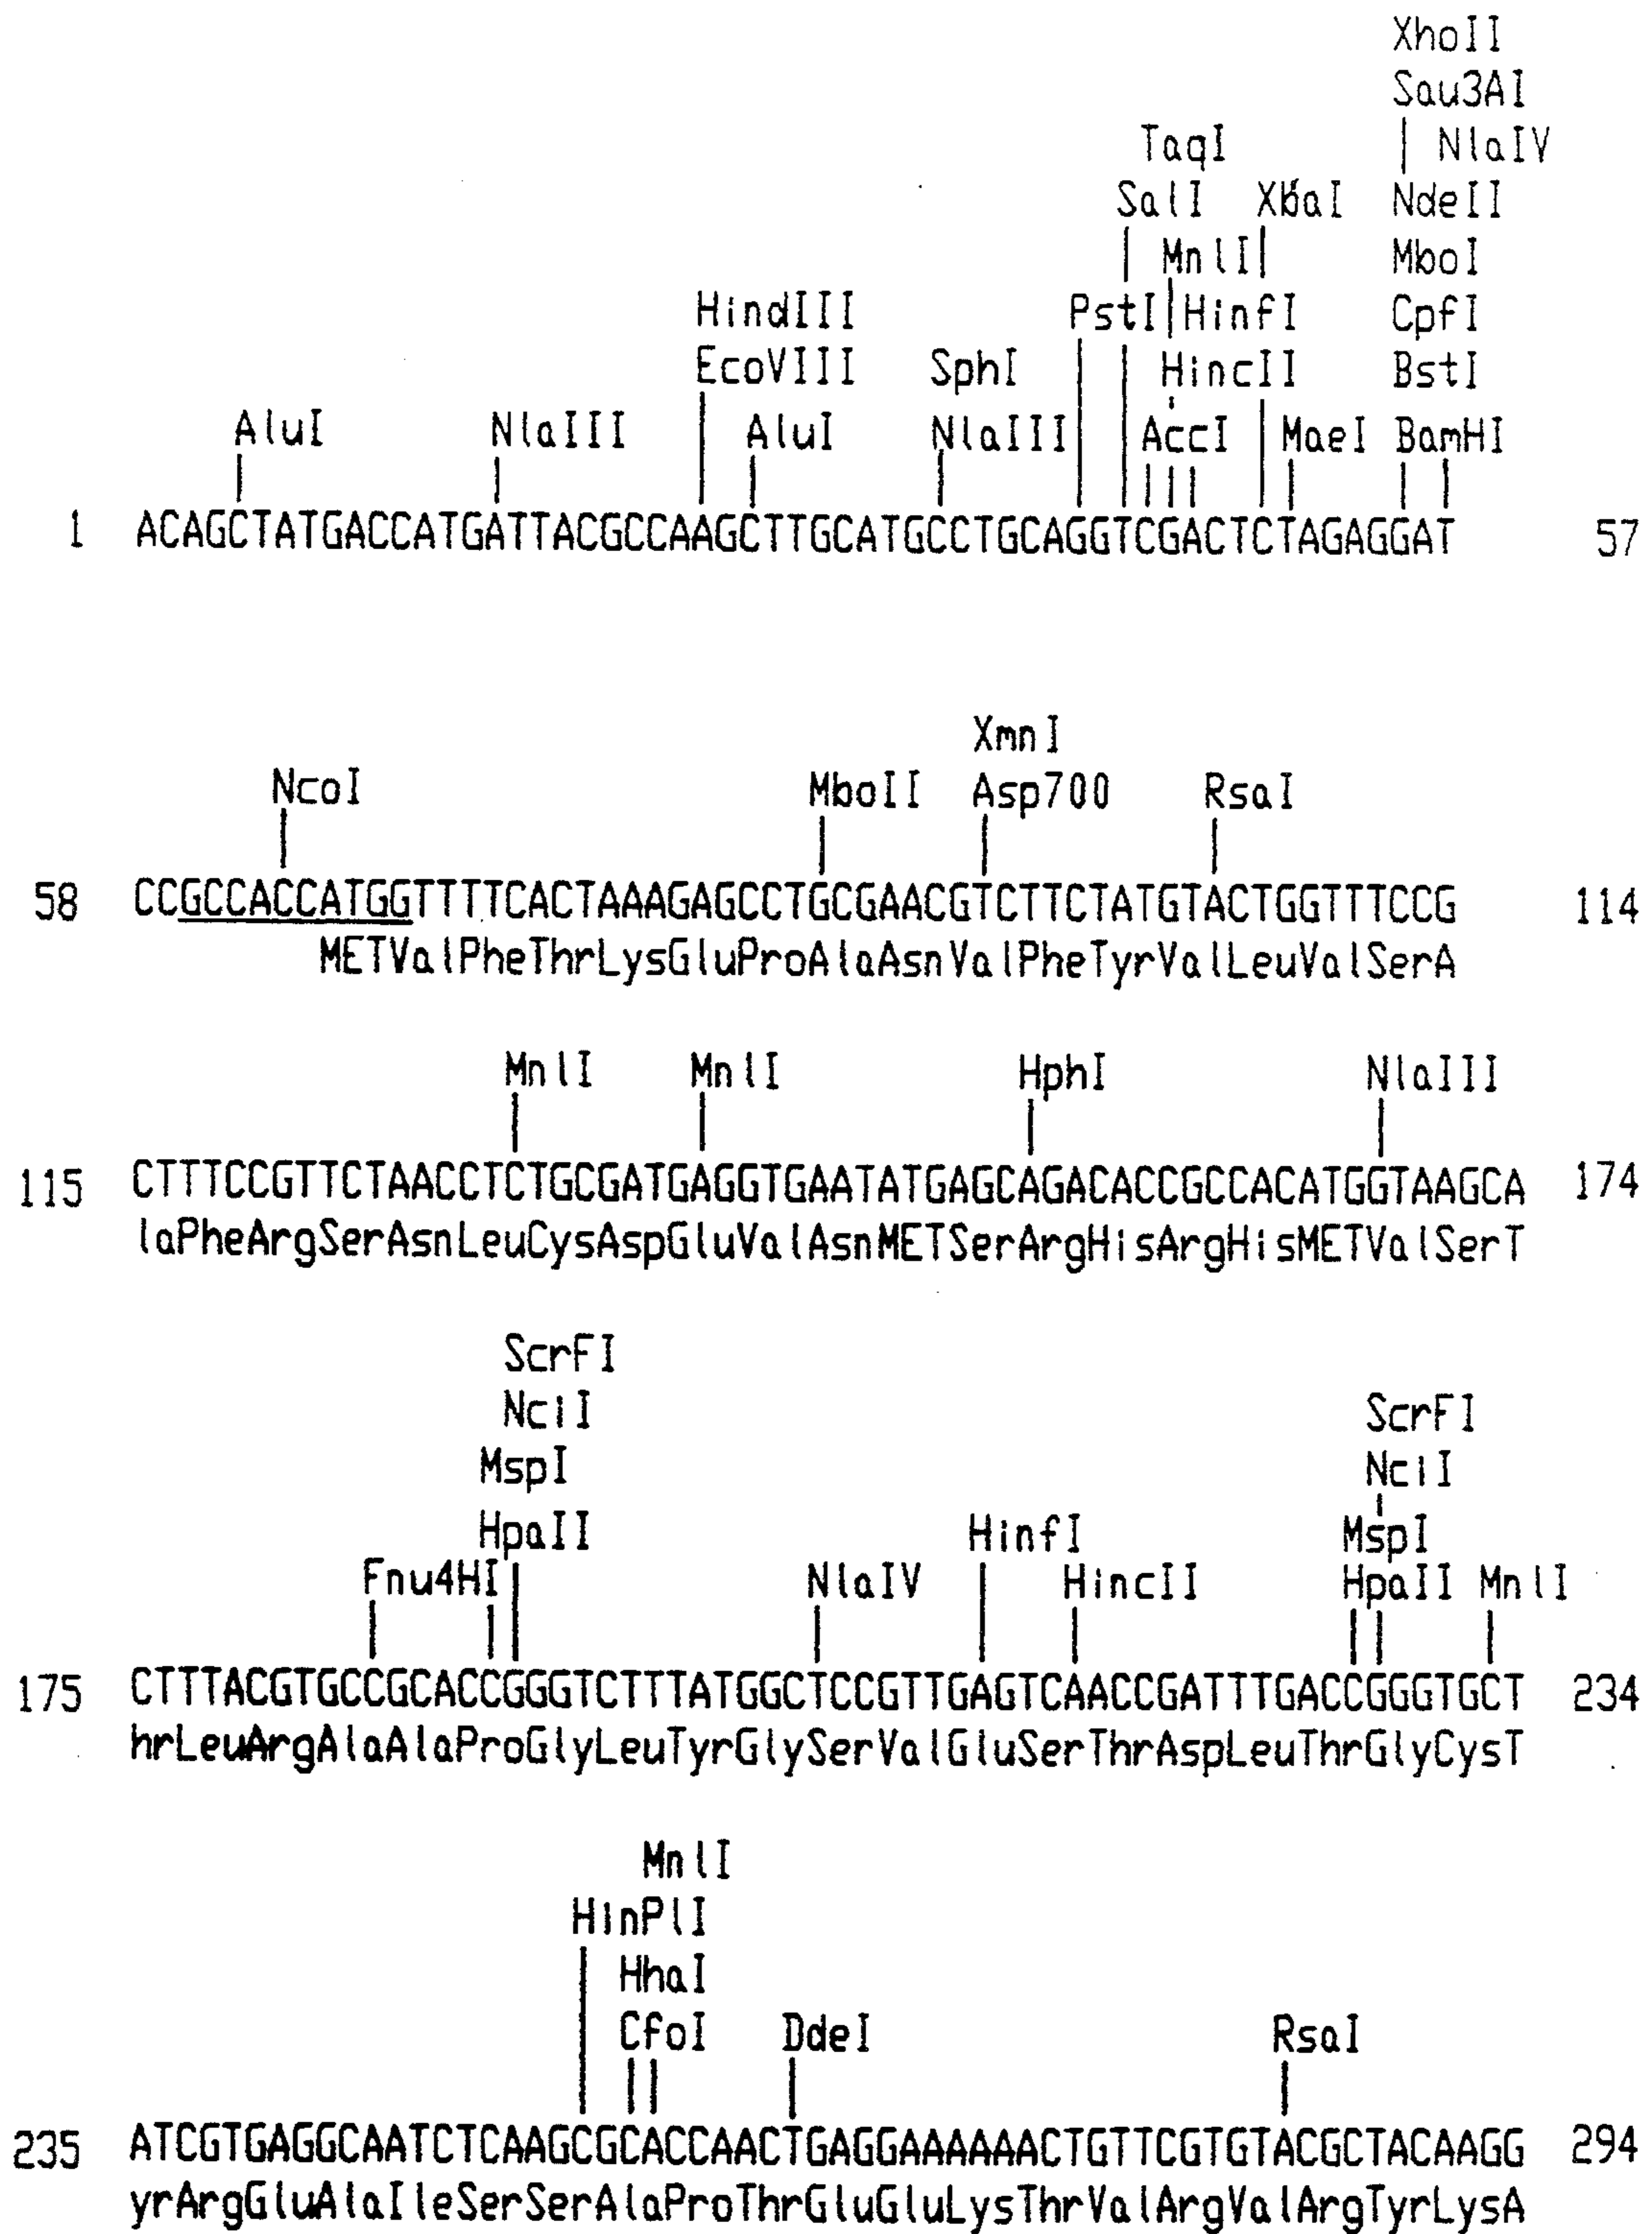 XhoII
Sau3AI
TaqI | NlaIV
SalI XbaI NdeII
MnlI MboI
HindIII PstI HinfI CpfI
EcoVIII SphI HincII BstI
AluI NlaIII AluI NlaIII AccI MaeI BamHI
1 ACAGCTATGACCATGATTACGCCAAGCTTGCATGCCTGCAGGTCGACTCTAGAGGAT 57
XmnI
NcoI MboII Asp700 RsaI
58 CCGCCACCATGGTTTTCACTAAAGAGCCTGCGAACGTCTTCTATGTACTGGTTTCCG 114
METValPheThrLysGluProAlaAsnValPheTyrValLeuValSerA
MnlI MnlI HphI NlaIII
115 CTTTCCGTTCTAACCTCTGCGATGAGGTGAATATGAGCAGACACCGCCACATGGTAAGCA 174
laPheArgSerAsnLeuCysAspGluValAsnMETSerArgHisArgHisMETValSerT
ScrFI
NciI ScrFI
MspI NciI
HpaII HinfI MspI
Fnu4HI NlaIV HincII HpaII MnlI
175 CTTTACGTGCCGCACCGGGTCTTTATGGCTCCGTTGAGTCAACCGATTTGACCGGGTGCT 234
hrLeuArgAlaAlaProGlyLeuTyrGlySerValGluSerThrAspLeuThrGlyCysT
MnlI
HinPlI
HhaI
CfoI DdeI RsaI
235 ATCGTGAGGCAATCTCAAGCGCACCAACTGAGGAAAAAACTGTTCGTGTACGCTACAAGG 294
yrArgGluAlaIleSerSerAlaProThrGluGluLysThrValArgValArgTyrLysA